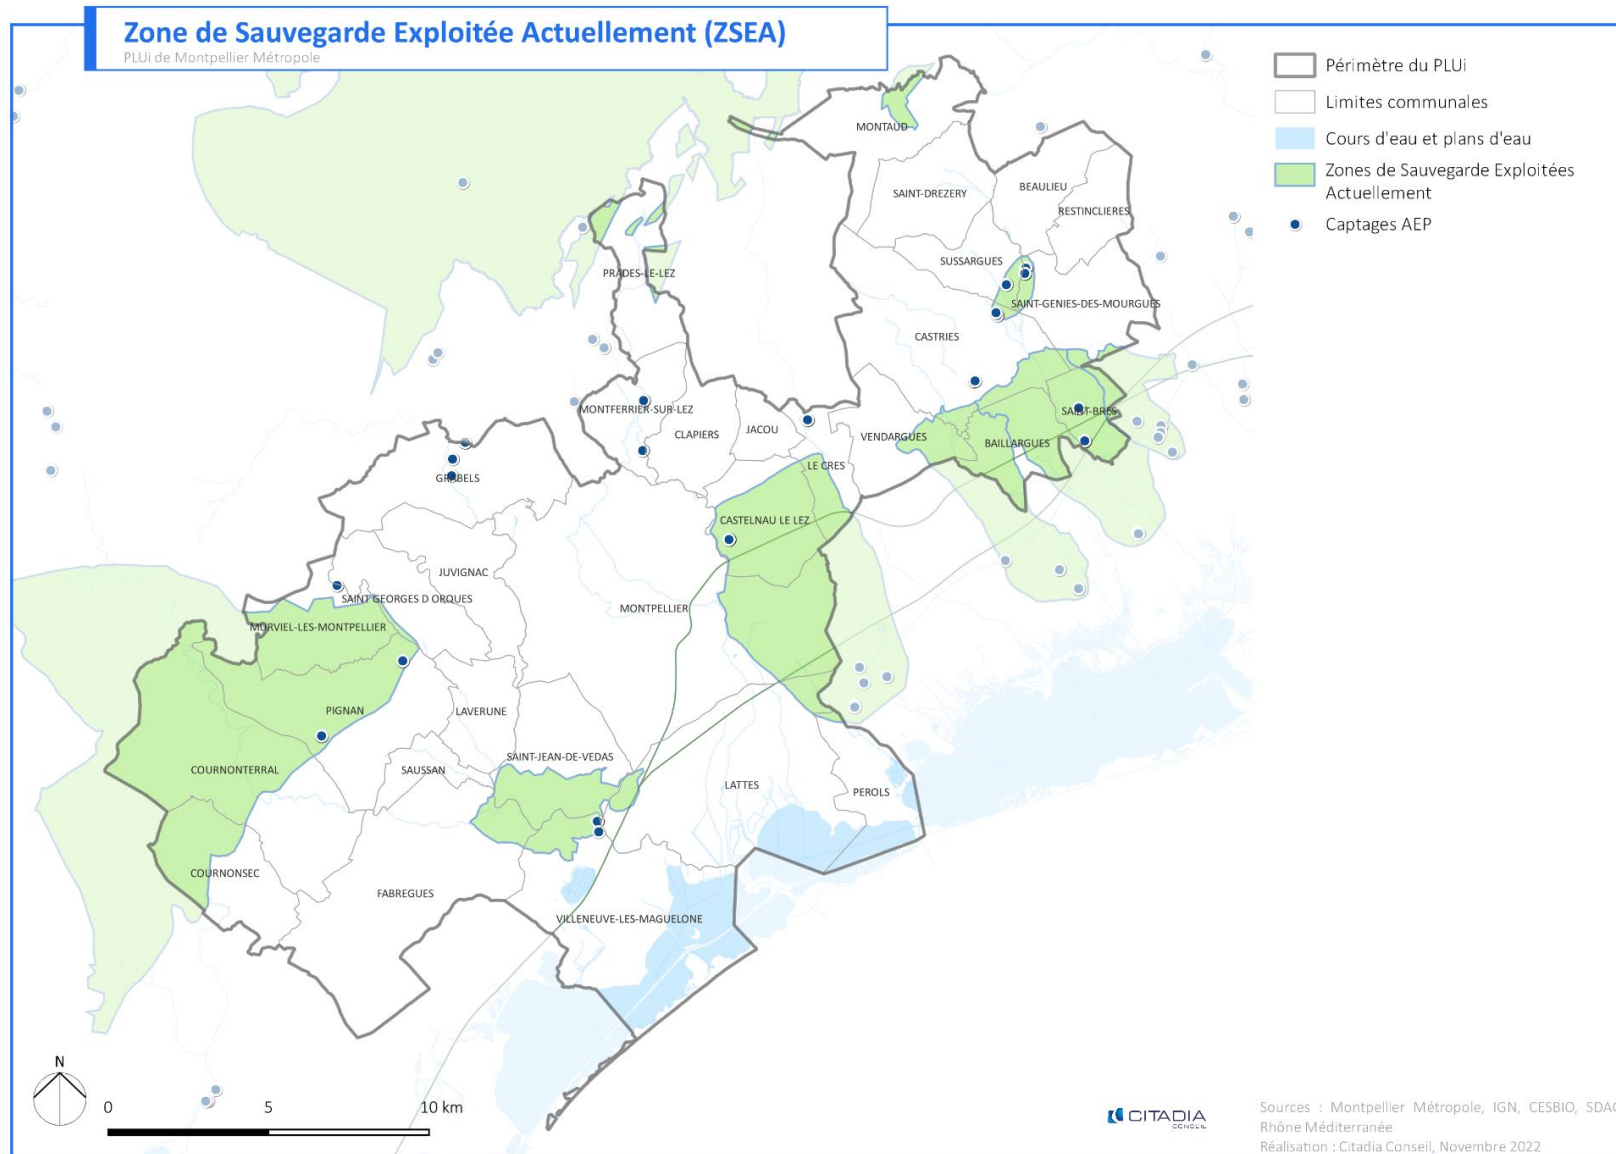 Zone de Sauvegarde Exploitée Actuellement (ZSEA)
PLUi de Montpellier Métropole
Périmètre du PLUi
Limites communales
Cours d'eau et plans d'eau
Zones de Sauvegarde Exploitées
Actuellement
Captages AEP
MONTAUD
SAINT-DREZERY
BEAULIEU
RESTINCLIERES
SUSSARGUES
PRADES-LE-LEZ
SAINT-GENIES-DES-MOURGUES
CASTRIES
MONTFERRIER-SUR-LEZ
SAINT-BRES
CLAPIERS
JACOU
VENDARGUES
BAILLARGUES
LE CRES
GRABELS
CASTELNAU LE LEZ
JUVIGNAC
SAINT GEORGES D ORQUES
MONTPELLIER
MURVIEL-LES-MONTPELLIER
PIGNAN
LAVERUNE
SAINT-JEAN-DE-VEDAS
COURNONTERRAL
SAUSSAN
LATTES
PEROLS
COURNONSEC
FABREGUES
VILLENEUVE-LES-MAGUELONE
N
0 5 10 km
CITADIA
CONSEIL
Sources : Montpellier Métropole, IGN, CESBIO, SDAG
Rhône Méditerranée
Réalisation : Citadia Conseil, Novembre 2022